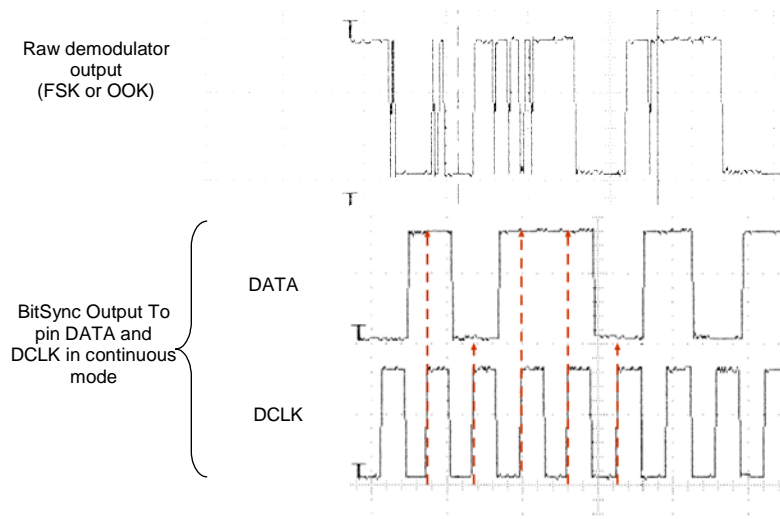 Raw demodulator
output
(FSK or OOK)
DATA
BitSync Output To
pin DATA and
DCLK in continuous
mode
DCLK